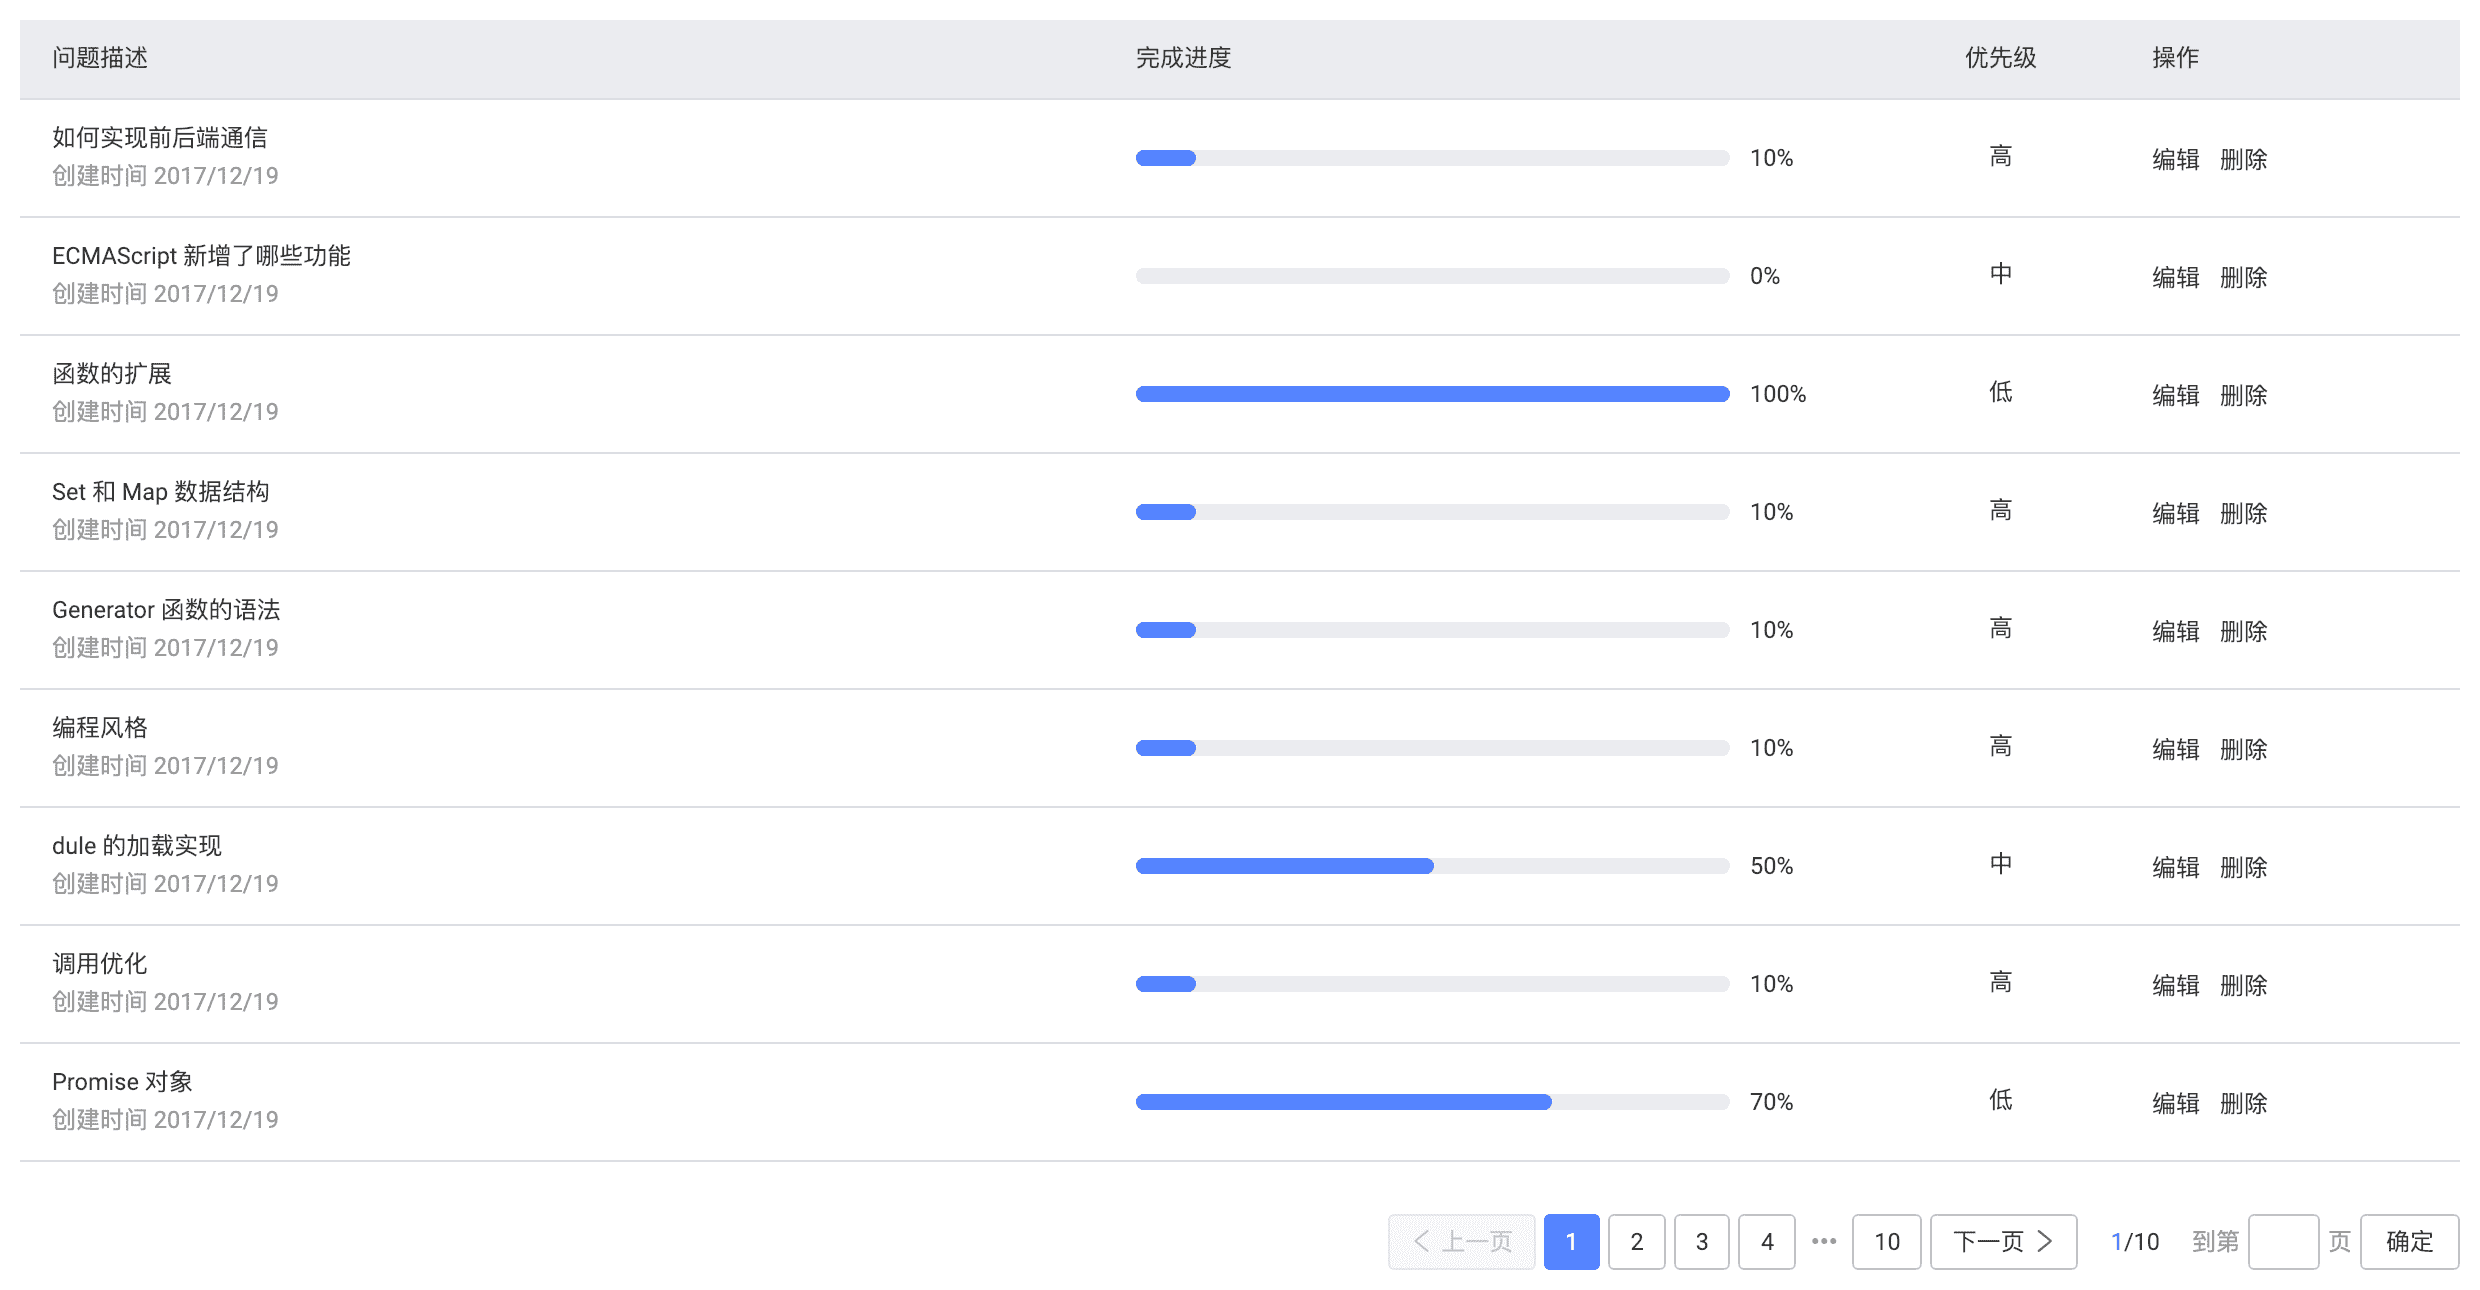 问题描述 完成进度 优先级 操作
如何实现前后端通信
创建时间 2017/12/19
10% 高 编辑 删除
ECMAScript 新增了哪些功能
创建时间 2017/12/19
0% 中 编辑 删除
函数的扩展
创建时间 2017/12/19
100% 低 编辑 删除
Set 和 Map 数据结构
创建时间 2017/12/19
10% 高 编辑 删除
Generator 函数的语法
创建时间 2017/12/19
10% 高 编辑 删除
编程风格
创建时间 2017/12/19
10% 高 编辑 删除
dule 的加载实现
创建时间 2017/12/19
50% 中 编辑 删除
调用优化
创建时间 2017/12/19
10% 高 编辑 删除
Promise 对象
创建时间 2017/12/19
70% 低 编辑 删除
上一页 1 2 3 4 ••• 10 下一页 1/10 到第 页 确定